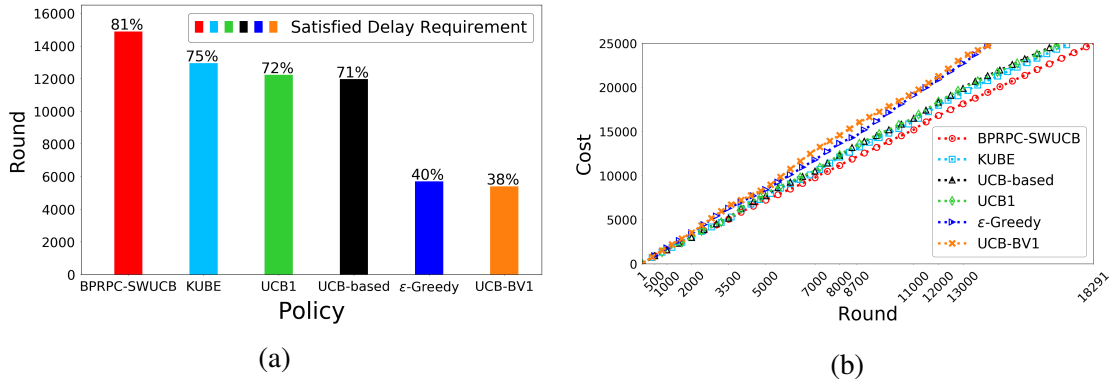 16000
14000
12000
10000
8000
6000
4000
2000
0
Round
81%
75%
72%
71%
40%
38%
Satisfied Delay Requirement
BPRPC-SWUCB KUBE UCB1 UCB-based ε-Greedy UCB-BV1
Policy
(a)
25000
20000
15000
10000
5000
0
Cost
BPRPC-SWUCB
KUBE
UCB-based
UCB1
ε-Greedy
UCB-BV1
1 500 1000 2000 3500 5000 7000 8000 8700 11000 12000 13000 18291
Round
(b)